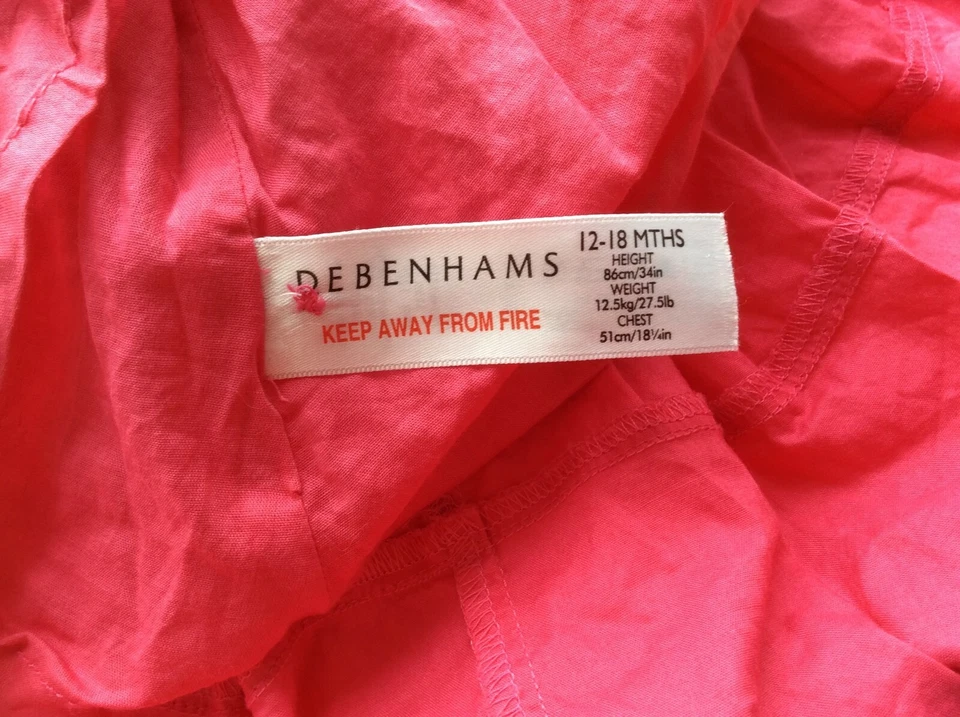 DEBENHAMS
KEEP AWAY FROM FIRE
12-18 MTHS
HEIGHT
86cm/34in
WEIGHT
12.5kg/27.5lb
CHEST
51cm/18¼in